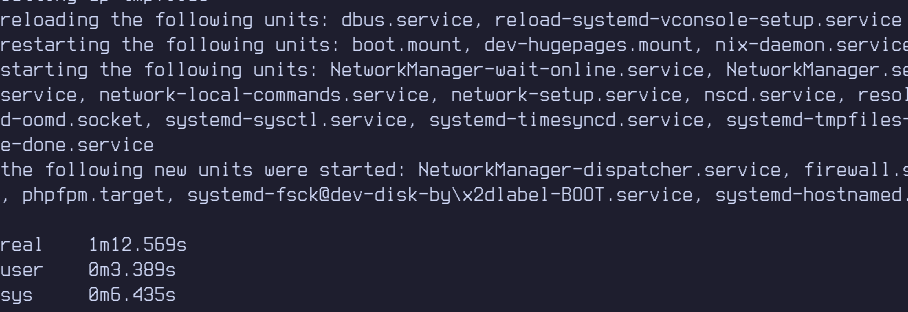 reloading the following units: dbus.service, reload-systemd-vconsole-setup.service
restarting the following units: boot.mount, dev-hugepages.mount, nix-daemon.service
starting the following units: NetworkManager-wait-online.service, NetworkManager.se
service, network-local-commands.service, network-setup.service, nscd.service, resol
d-oomd.socket, systemd-sysctl.service, systemd-timesyncd.service, systemd-tmpfiles-
e-done.service
the following new units were started: NetworkManager-dispatcher.service, firewall.s
, phpfpm.target, systemd-fsck@dev-disk-by\x2dlabel-BOOT.service, systemd-hostnamed.
real 1m12.569s
user 0m3.389s
sys 0m6.435s